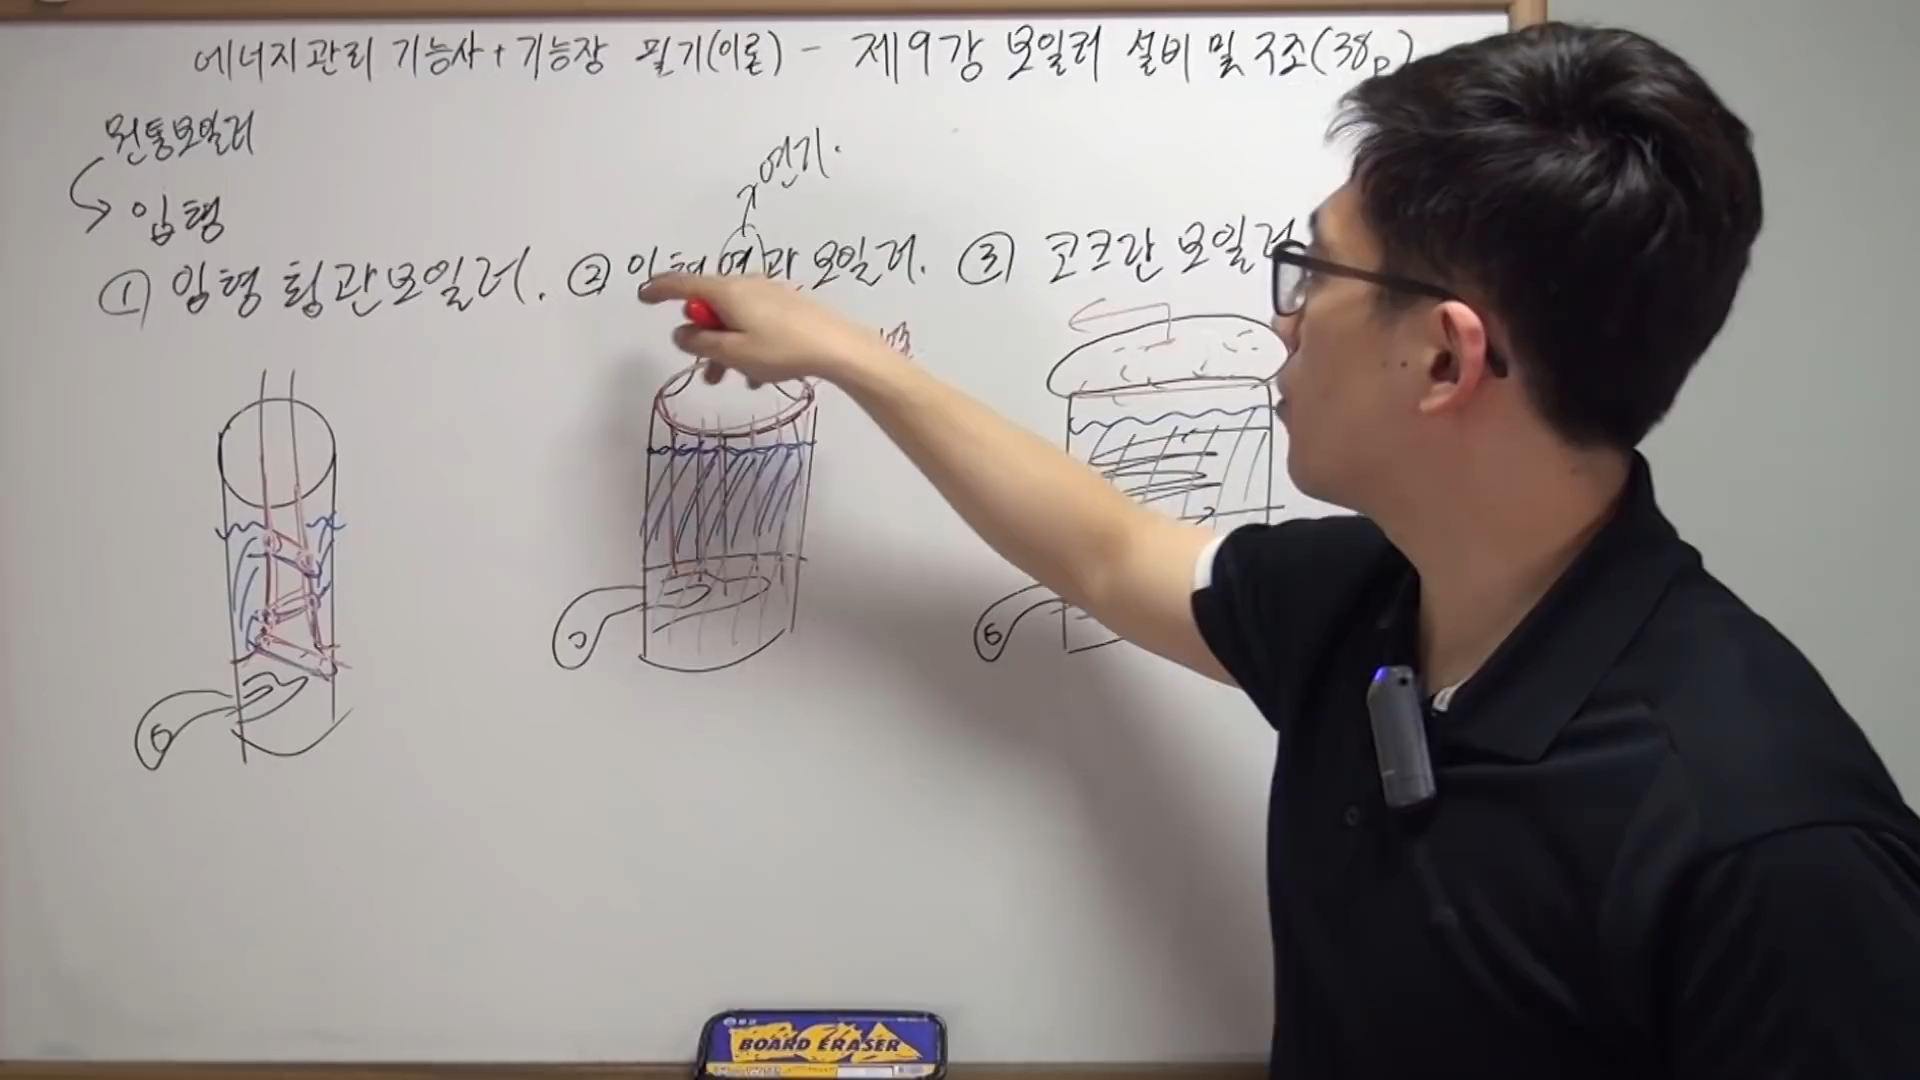 에너지관리 기능사+기능장 필기(이론) - 제9강 보일러 설비 및 구조(38p)
원통보일러
입형
연기.
① 입형 횡관보일러. ② 입형 연관 보일러. ③ 코크란 보일러
BOARD ERASER